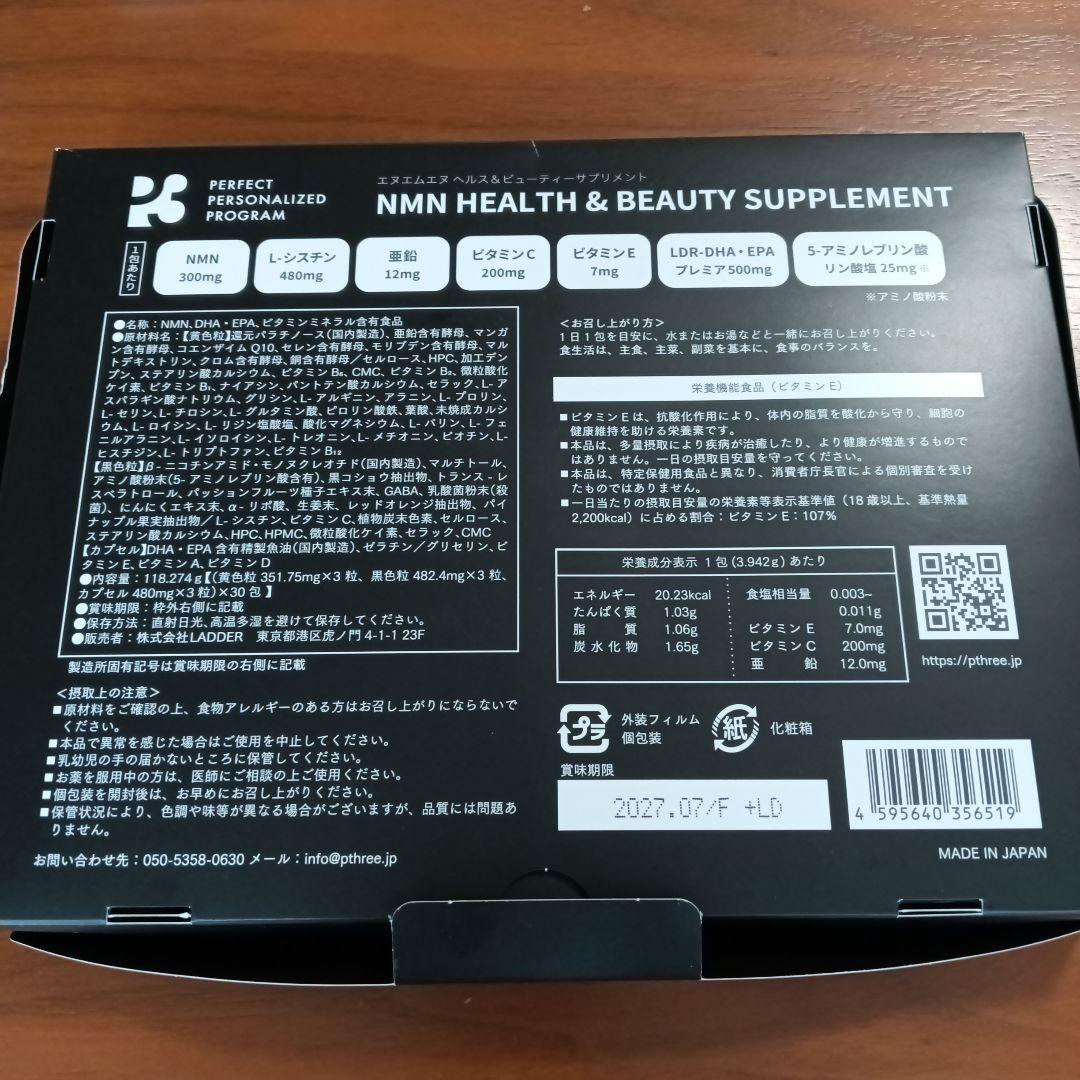 PERFECT
PERSONALIZED
PROGRAM
エヌエムエヌ ヘルス＆ビューティーサプリメント
NMN HEALTH & BEAUTY SUPPLEMENT
1包あたり
NMN
300mg
L-シスチン
480mg
亜鉛
12mg
ビタミンC
200mg
ビタミンE
7mg
LDR-DHA・EPA
プレミア500mg
5-アミノレブリン酸
リン酸塩 25mg※
※アミノ酸粉末
●名称：NMN、DHA・EPA、ビタミンミネラル含有食品
●原材料名：【黄色粒】還元パラチノース(国内製造)、亜鉛含有酵母、マンガ
ン含有酵母、コエンザイムQ10、セレン含有酵母、モリブデン含有酵母、マル
トデキストリン、クロム含有酵母、銅含有酵母／セルロース、HPC、加工デン
プン、ステアリン酸カルシウム、ビタミンB₆、CMC、ビタミンB₂、微粒酸化
ケイ素、ビタミンB₁、ナイアシン、パントテン酸カルシウム、セラック、L-ア
スパラギン酸ナトリウム、グリシン、L-アルギニン、アラニン、L-プロリン、
L-セリン、L-チロシン、L-グルタミン酸、ピロリン酸鉄、葉酸、未焼成カルシ
ウム、L-ロイシン、L-リジン塩酸塩、酸化マグネシウム、L-バリン、L-フェ
ニルアラニン、L-イソロイシン、L-トレオニン、L-メチオニン、ビオチン、L-
ヒスチジン、L-トリプトファン、ビタミンB₁₂
【黒色粒】β-ニコチンアミド・モノヌクレオチド(国内製造)、マルチトール、
アミノ酸粉末(5-アミノレブリン酸含有)、黒コショウ抽出物、トランス-レ
スベラトロール、パッションフルーツ種子エキス末、GABA、乳酸菌粉末(殺
菌)、にんにくエキス末、α-リポ酸、生姜末、レッドオレンジ抽出物、パイ
ナップル果実抽出物／L-シスチン、ビタミンC、植物炭末色素、セルロース、
ステアリン酸カルシウム、HPC、HPMC、微粒酸化ケイ素、セラック、CMC
【カプセル】DHA・EPA含有精製魚油(国内製造)、ゼラチン／グリセリン、ビ
タミンE、ビタミンA、ビタミンD
●内容量：118.274g【(黄色粒 351.75mg×3粒、黒色粒 482.4mg×3粒、
カプセル 480mg×3粒)×30包】
●賞味期限：枠外右側に記載
●保存方法：直射日光、高温多湿を避けて保存してください。
●販売者：株式会社LADDER 東京都港区虎ノ門4-1-1 23F
製造所固有記号は賞味期限の右側に記載
＜摂取上の注意＞
■原材料をご確認の上、食物アレルギーのある方はお召し上がりにならないで
ください。
■本品で異常を感じた場合はご使用を中止してください。
■乳幼児の手の届かないところに保管してください。
■お薬を服用中の方は、医師にご相談の上ご使用ください。
■個包装を開封後は、お早めにお召し上がりください。
■保管状況により、色調や味等が異なる場合がございますが、品質には問題あ
りません。
お問い合わせ先：050-5358-0630 メール：info@pthree.jp
＜お召し上がり方＞
1日1包を目安に、水またはお湯などと一緒にお召し上がりください。
食生活は、主食、主菜、副菜を基本に、食事のバランスを。
栄養機能食品（ビタミンE）
■ビタミンEは、抗酸化作用により、体内の脂質を酸化から守り、細胞の
健康維持を助ける栄養素です。
■本品は、多量摂取により疾病が治癒したり、より健康が増進するもので
はありません。一日の摂取目安量を守ってください。
■本品は、特定保健用食品と異なり、消費者庁長官による個別審査を受け
たものではありません。
■一日当たりの摂取目安量の栄養素等表示基準値（18歳以上、基準熱量
2,200kcal）に占める割合：ビタミンE：107％
栄養成分表示 1包(3.942g)あたり
エネルギー 20.23kcal
たんぱく質 1.03g
脂質 1.06g
炭水化物 1.65g
食塩相当量 0.003~
0.011g
ビタミンE 7.0mg
ビタミンC 200mg
亜鉛 12.0mg
https://pthree.jp
プラ
外装フィルム
個包装
紙
化粧箱
賞味期限
2027.07/F +LD
4 595640 356519
MADE IN JAPAN